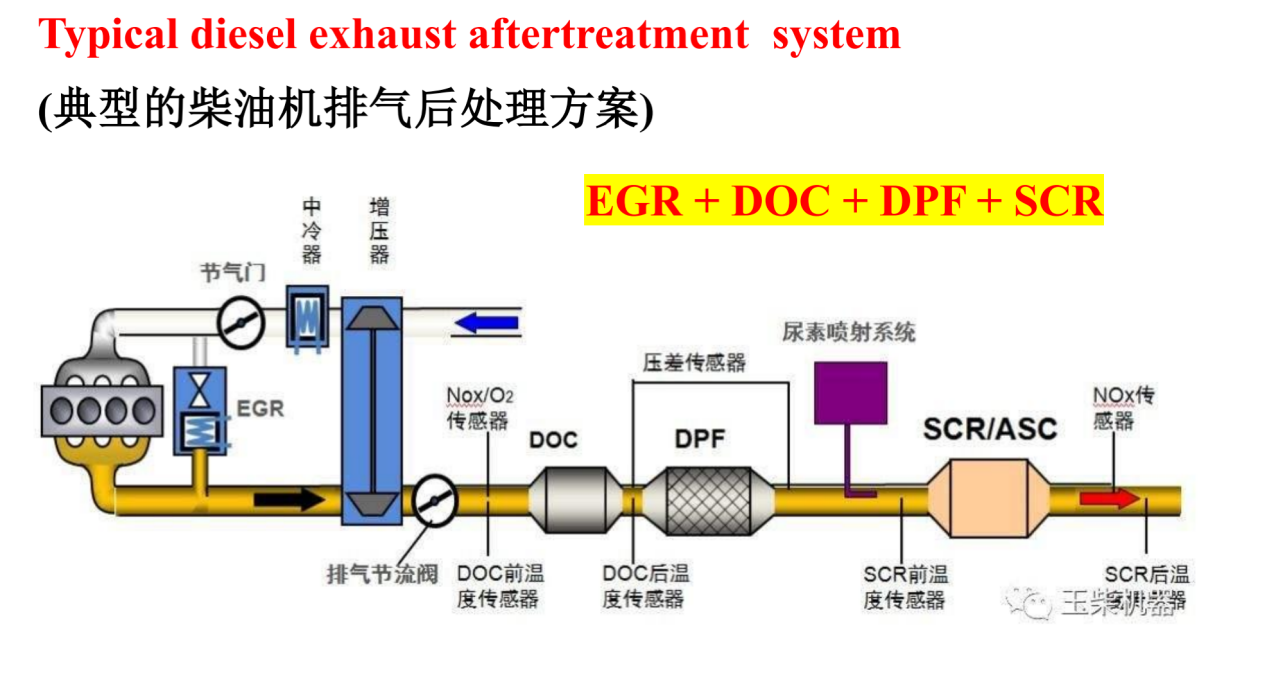 Typical diesel exhaust aftertreatment system
(典型的柴油机排气后处理方案)
EGR + DOC + DPF + SCR
中冷器
增压器
节气门
EGR
尿素喷射系统
压差传感器
Nox/O2
传感器
DOC
DPF
SCR/ASC
NOx传
感器
排气节流阀
DOC前温
度传感器
DOC后温
度传感器
SCR前温
度传感器
SCR后温
器
玉柴机器